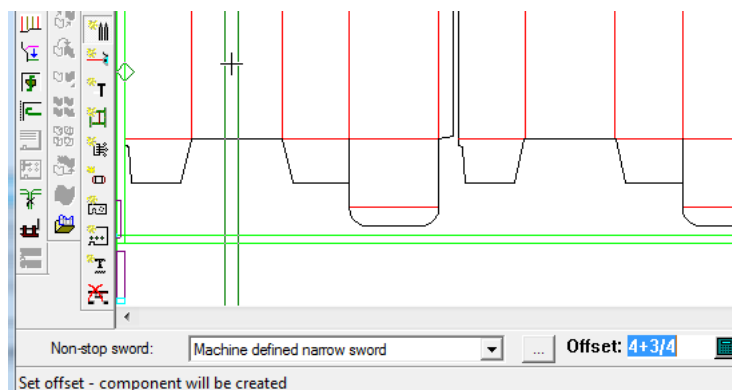 T
T
Non-stop sword: Machine defined narrow sword ... Offset: 4+3/4
Set offset - component will be created